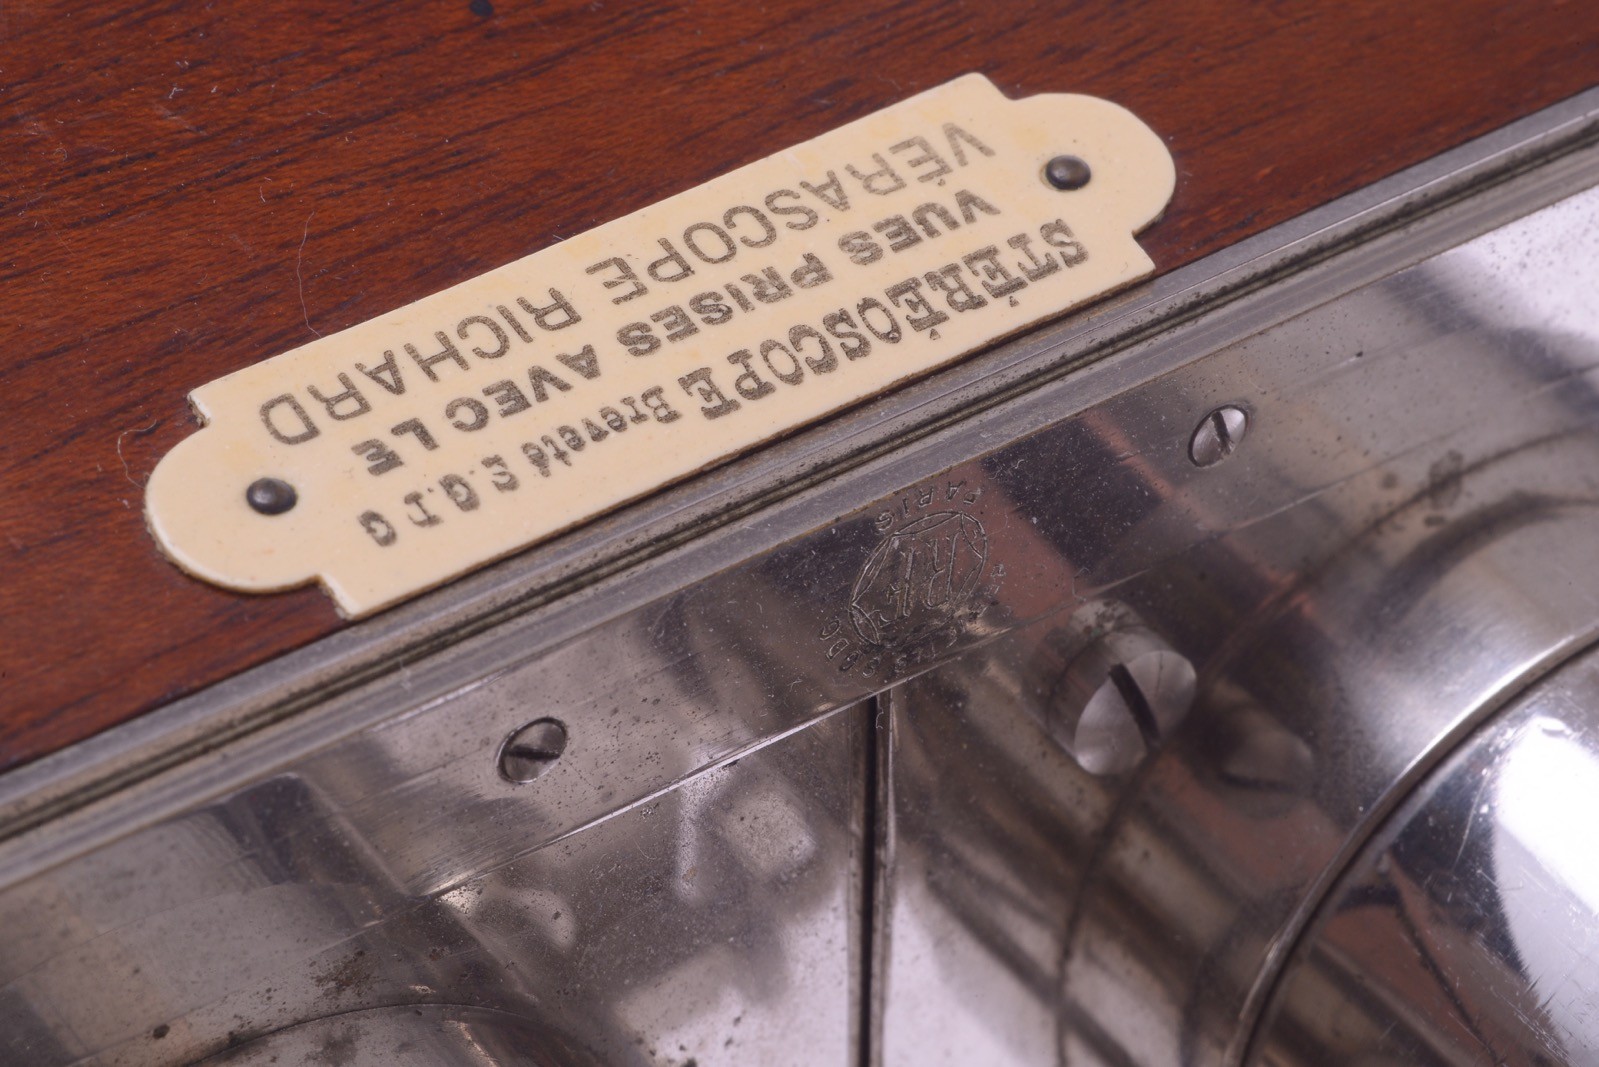 STÉRÉOSCOPE Breveté S.G.D.G
VUES PRISES AVEC LE
VÉRASCOPE RICHARD
PARIS